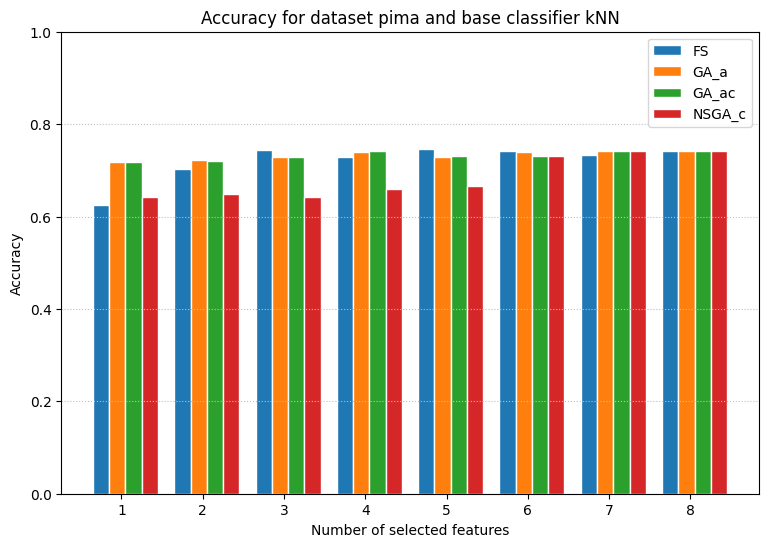 Accuracy for dataset pima and base classifier kNN
FS
GA_a
GA_ac
NSGA_c
1.0
0.8
0.6
0.4
0.2
0.0
Accuracy
1 2 3 4 5 6 7 8
Number of selected features